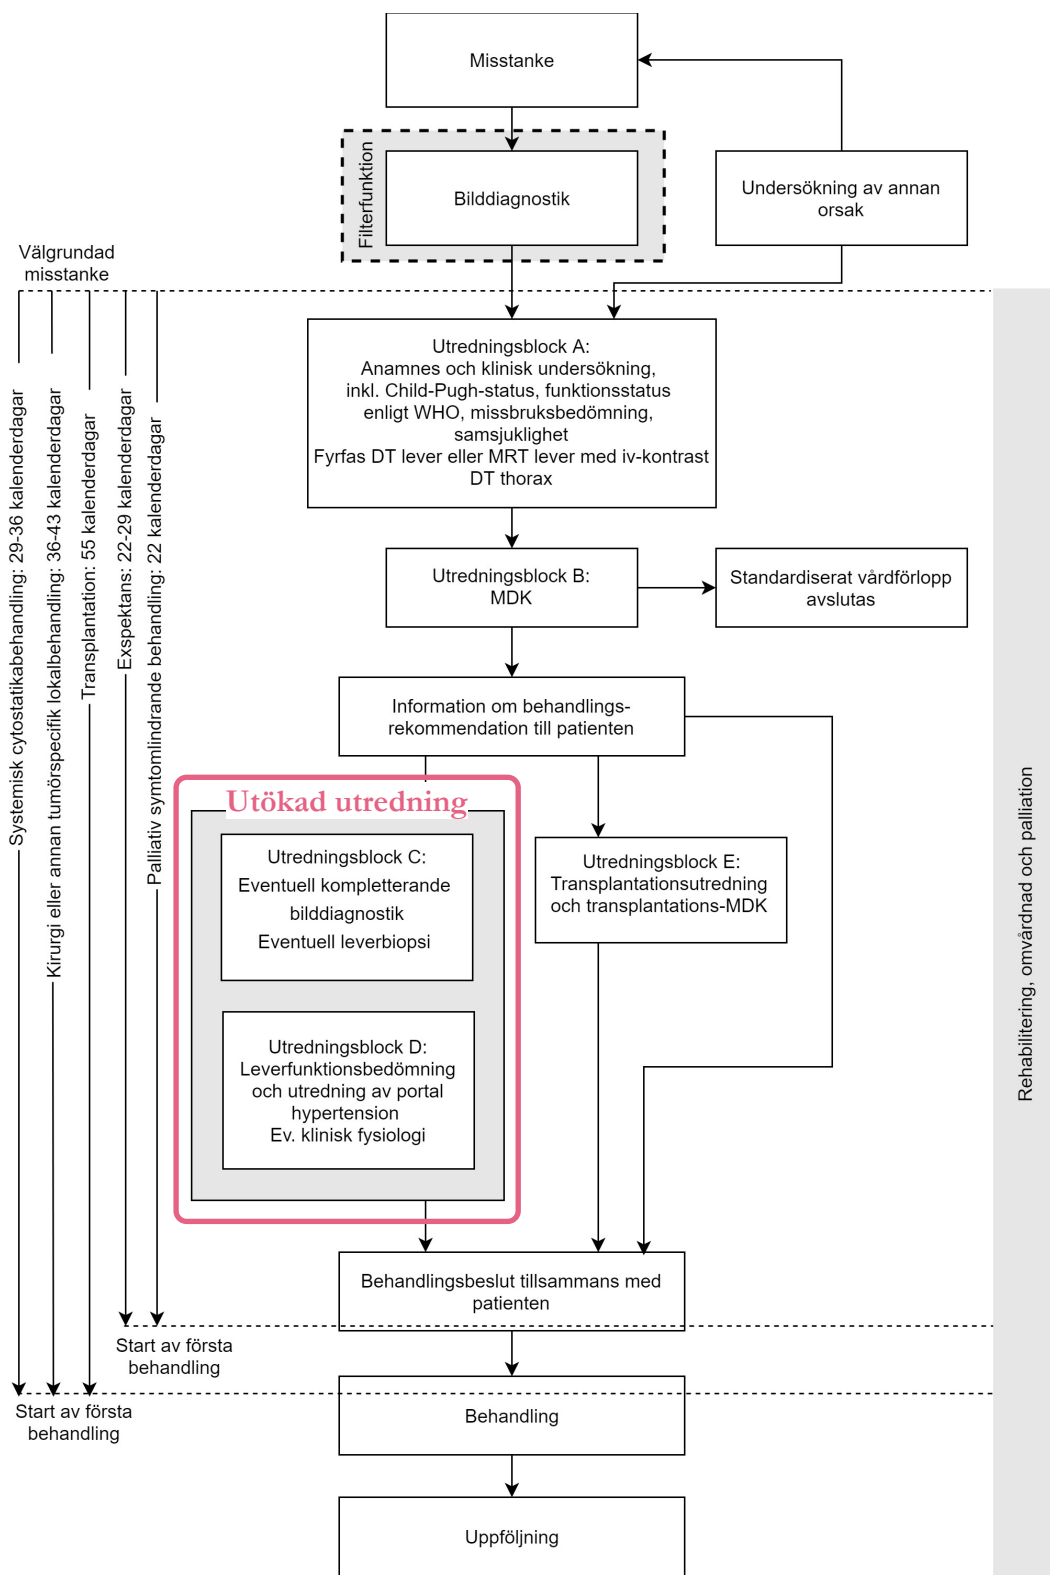 Misstanke
Filterfunktion
Bilddiagnostik
Undersökning av annan
orsak
Välgrundad
misstanke
Systemisk cytostatikabehandling: 29-36 kalenderdagar
Kirurgi eller annan tumörspecifik lokalbehandling: 36-43 kalenderdagar
Transplantation: 55 kalenderdagar
Exspektans: 22-29 kalenderdagar
Palliativ symtomlindrande behandling: 22 kalenderdagar
Utredningsblock A:
Anamnes och klinisk undersökning,
inkl. Child-Pugh-status, funktionsstatus
enligt WHO, missbruksbedömning,
samsjuklighet
Fyrfas DT lever eller MRT lever med iv-kontrast
DT thorax
Utredningsblock B:
MDK
Standardiserat vårdförlopp
avslutas
Information om behandlings-
rekommendation till patienten
Utökad utredning
Utredningsblock C:
Eventuell kompletterande
bilddiagnostik
Eventuell leverbiopsi
Utredningsblock D:
Leverfunktionsbedömning
och utredning av portal
hypertension
Ev. klinisk fysiologi
Utredningsblock E:
Transplantationsutredning
och transplantations-MDK
Rehabilitering, omvårdnad och palliation
Behandlingsbeslut tillsammans med
patienten
Start av första
behandling
Start av första
behandling
Behandling
Uppföljning